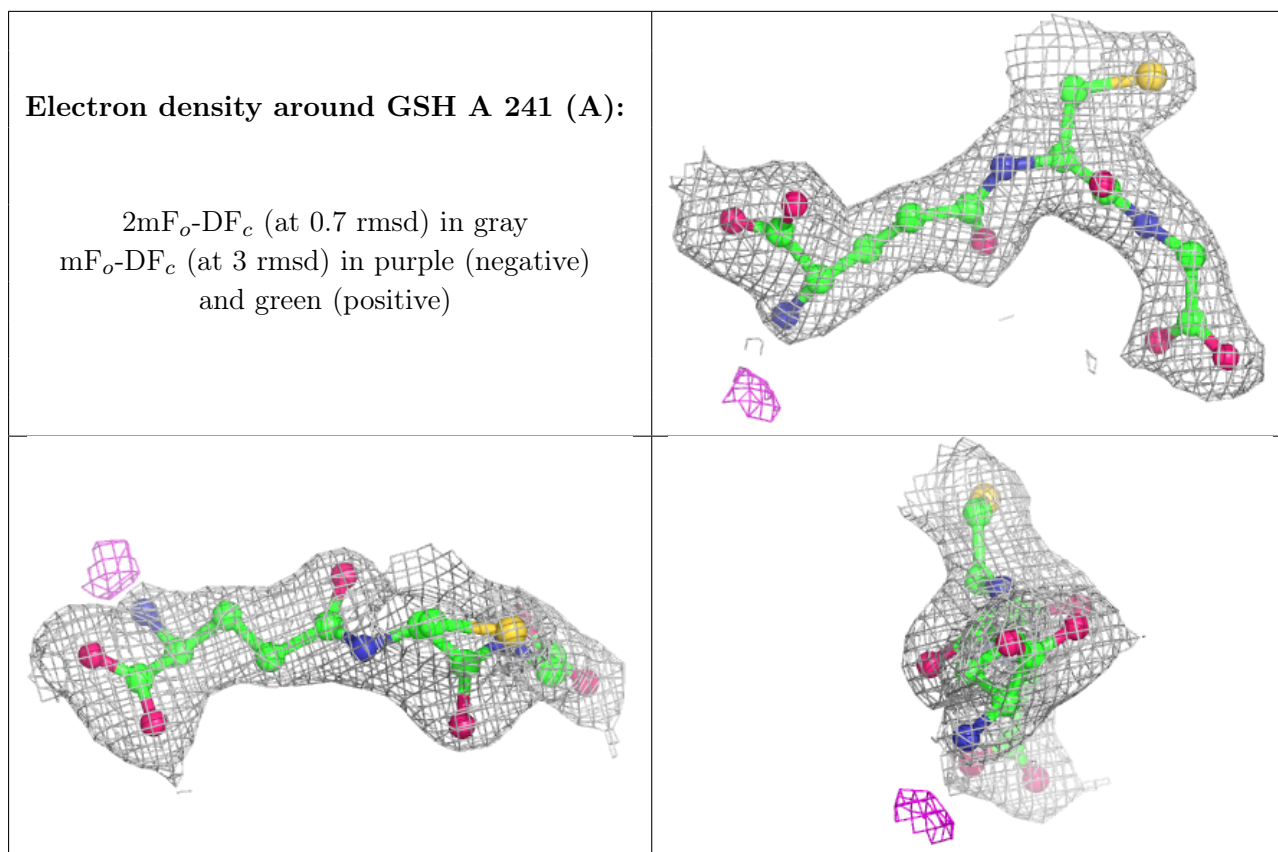 Electron density around GSH A 241 (A):
2mFo-DFc (at 0.7 rmsd) in gray
mFo-DFc (at 3 rmsd) in purple (negative)
and green (positive)